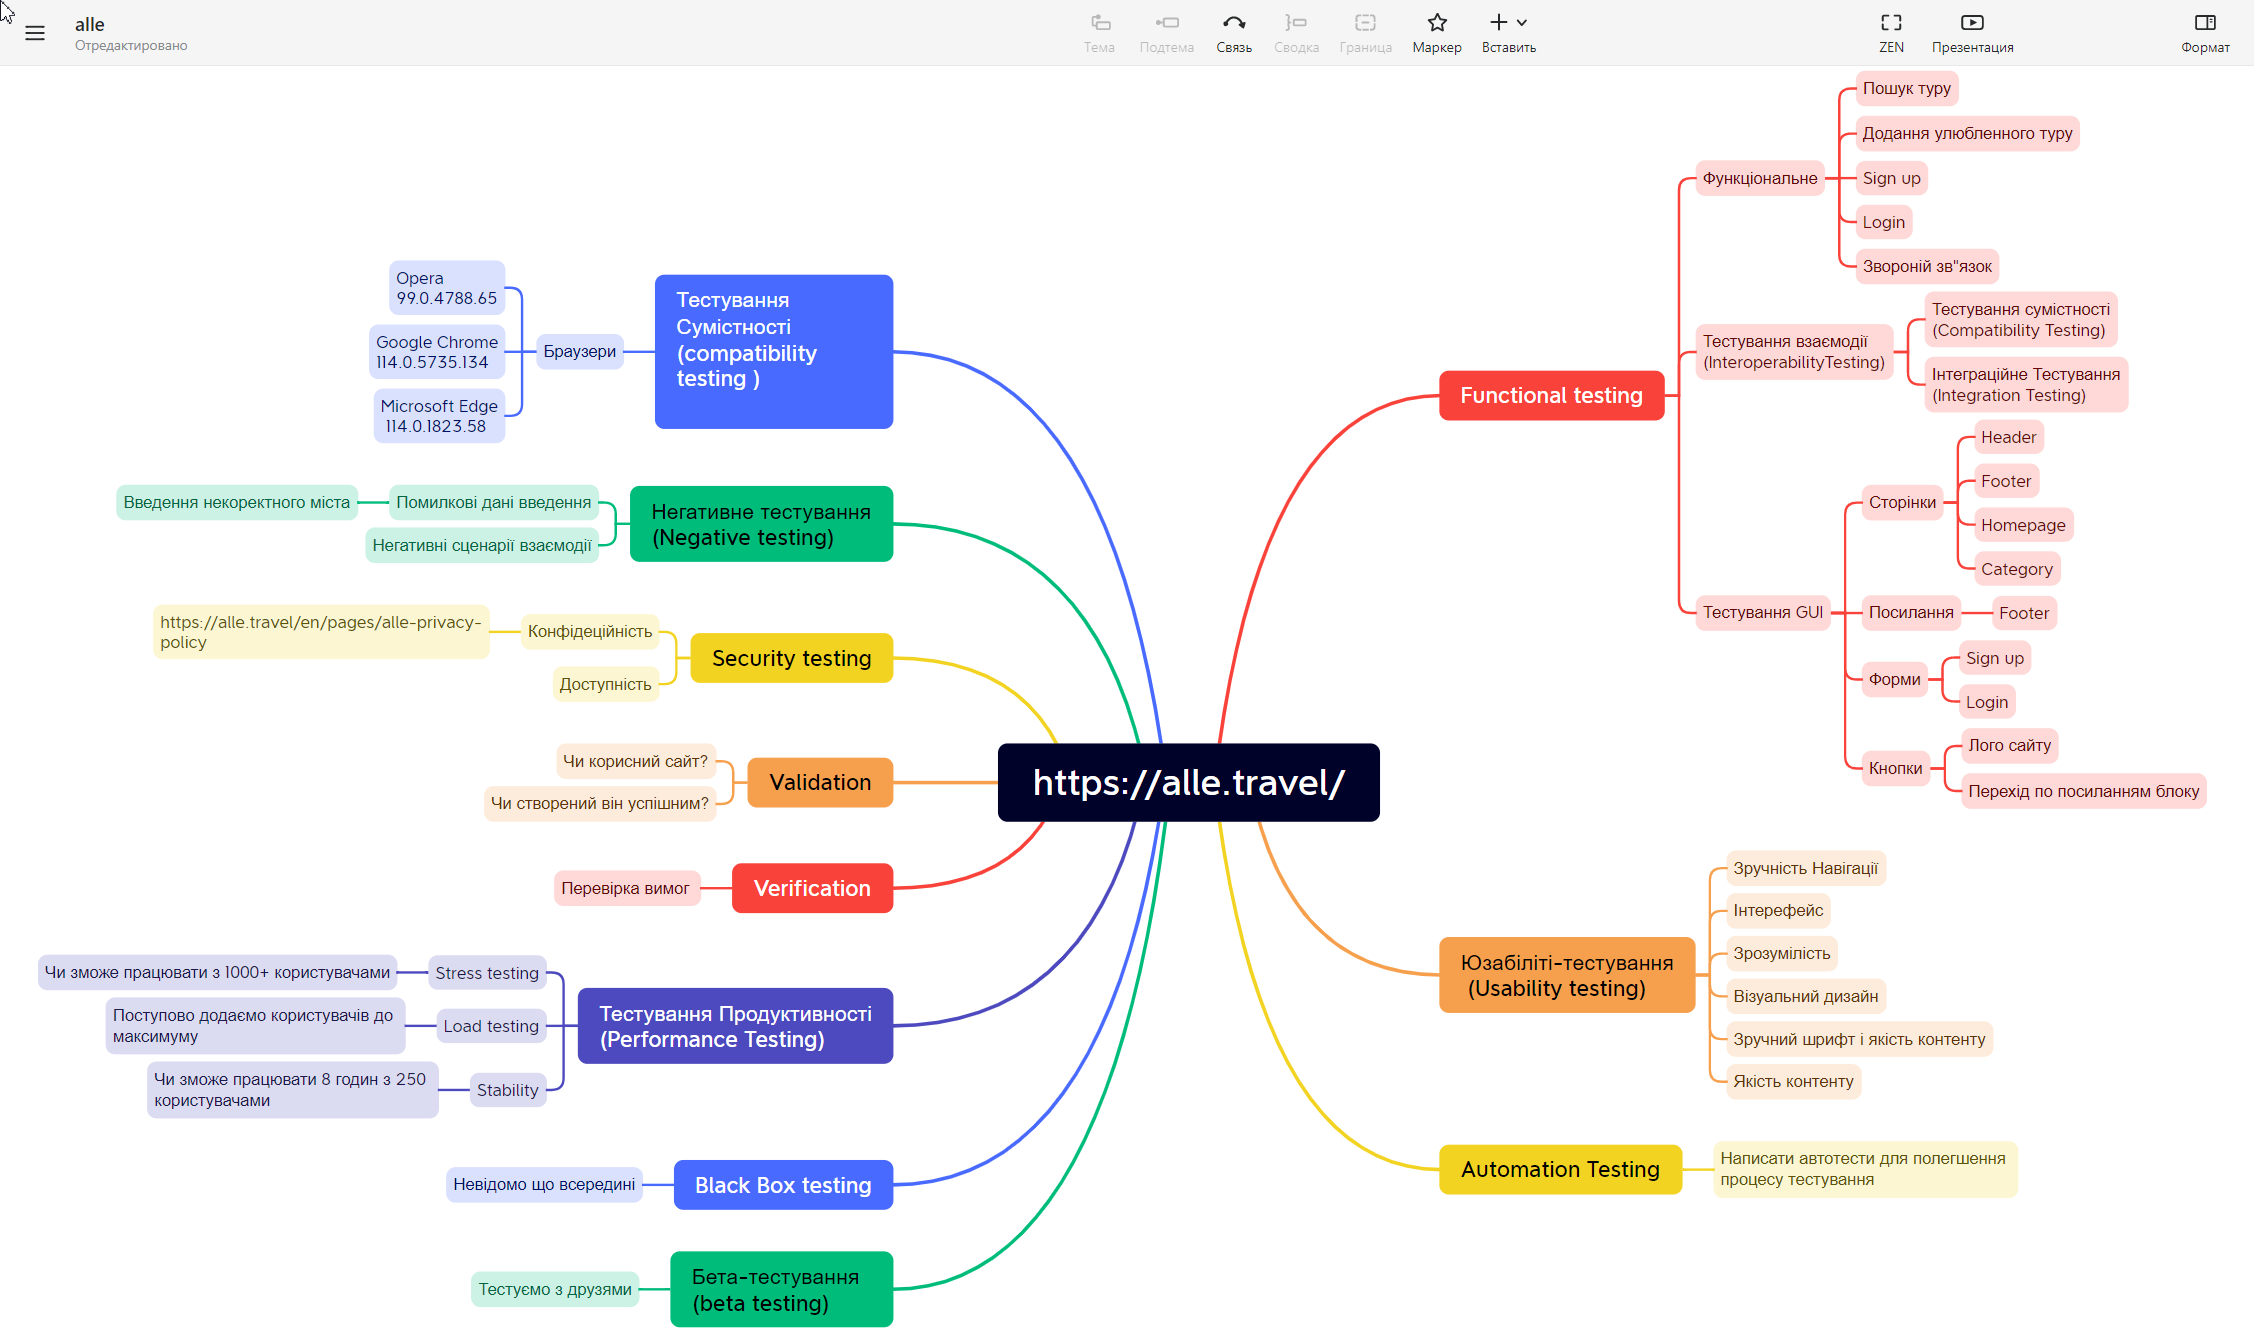 alle
Отредактировано
Тема
Подтема
Связь
Сводка
Граница
Маркер
Вставить
ZEN
Презентация
Формат
https://alle.travel/
Functional testing
Функціональне
Пошук туру
Додання улюбленного туру
Sign up
Login
Звороній зв"язок
Тестування взаємодії
(InteroperabilityTesting)
Тестування сумістності
(Compatibility Testing)
Інтеграційне Тестування
(Integration Testing)
Тестування GUI
Сторінки
Header
Footer
Homepage
Category
Посилання
Footer
Форми
Sign up
Login
Кнопки
Лого сайту
Перехід по посиланням блоку
Юзабіліті-тестування
(Usability testing)
Зручність Навігації
Інтерефейс
Зрозумілість
Візуальний дизайн
Зручний шрифт і якість контенту
Якість контенту
Automation Testing
Написати автотести для полегшення
процесу тестування
Тестування
Сумістності
(compatibility
testing )
Браузери
Opera
99.0.4788.65
Google Chrome
114.0.5735.134
Microsoft Edge
114.0.1823.58
Негативне тестування
(Negative testing)
Помилкові дані введення
Введення некоректного міста
Негативні сценарії взаємодії
Security testing
Конфідеційність
https://alle.travel/en/pages/alle-privacy-
policy
Доступність
Validation
Чи корисний сайт?
Чи створений він успішним?
Verification
Перевірка вимог
Тестування Продуктивності
(Performance Testing)
Stress testing
Чи зможе працювати з 1000+ користувачами
Load testing
Поступово додаємо користувачів до
максимуму
Stability
Чи зможе працювати 8 годин з 250
користувачами
Black Box testing
Невідомо що всередині
Бета-тестування
(beta testing)
Тестуємо з друзями